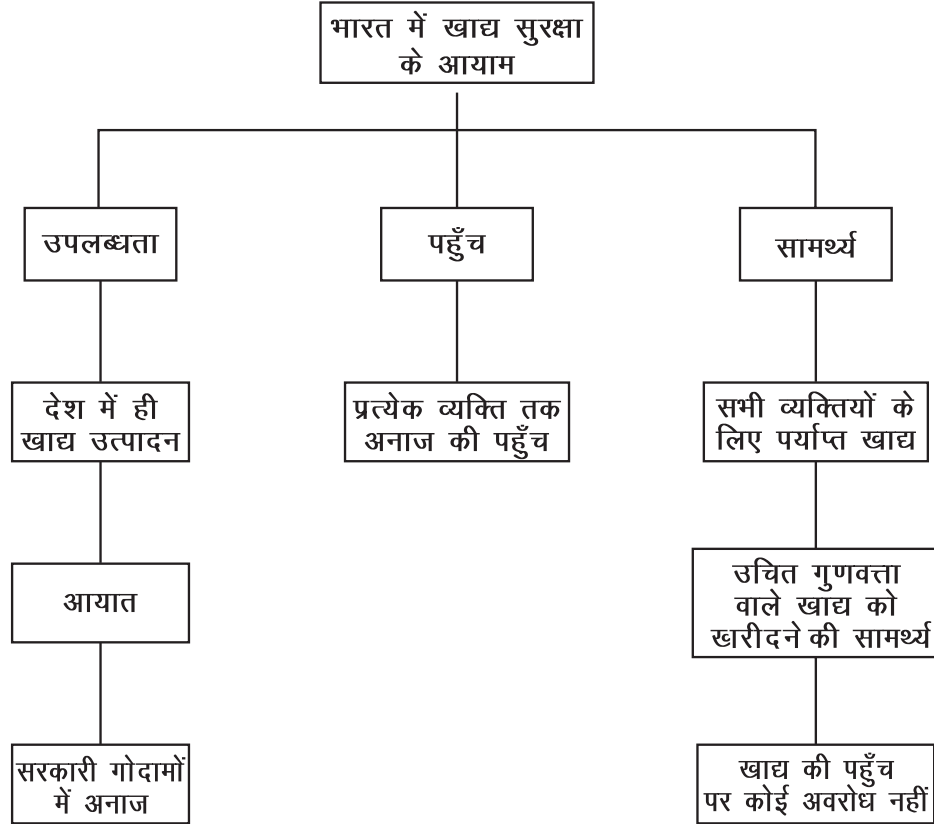 भारत में खाद्य सुरक्षा
के आयाम
उपलब्धता
पहुँच
सामर्थ्य
देश में ही
खाद्य उत्पादन
प्रत्येक व्यक्ति तक
अनाज की पहुँच
सभी व्यक्तियों के
लिए पर्याप्त खाद्य
आयात
उचित गुणवत्ता
वाले खाद्य को
खरीदने की सामर्थ्य
सरकारी गोदामों
में अनाज
खाद्य की पहुँच
पर कोई अवरोध नहीं